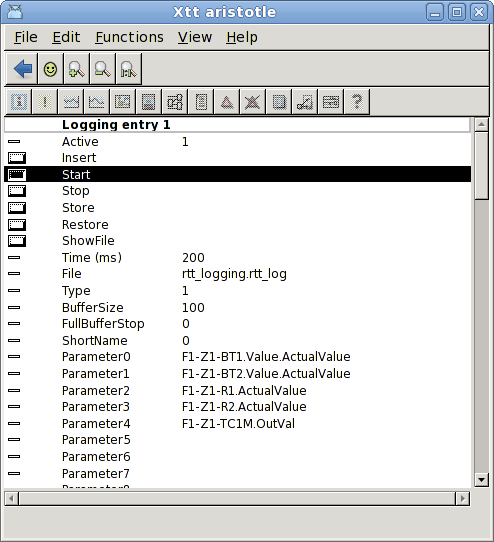 Xtt aristotle
File Edit Functions View Help
Logging entry 1
Active 1
Insert
Start
Stop
Store
Restore
ShowFile
Time (ms) 200
File rtt_logging.rtt_log
Type 1
BufferSize 100
FullBufferStop 0
ShortName 0
Parameter0 F1-Z1-BT1.Value.ActualValue
Parameter1 F1-Z1-BT2.Value.ActualValue
Parameter2 F1-Z1-R1.ActualValue
Parameter3 F1-Z1-R2.ActualValue
Parameter4 F1-Z1-TC1M.OutVal
Parameter5
Parameter6
Parameter7